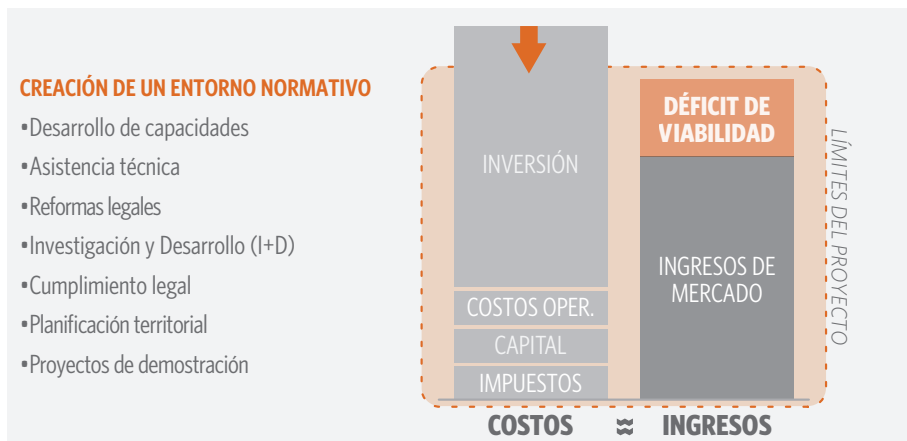 CREACIÓN DE UN ENTORNO NORMATIVO
•Desarrollo de capacidades
•Asistencia técnica
•Reformas legales
•Investigación y Desarrollo (I+D)
•Cumplimiento legal
•Planificación territorial
•Proyectos de demostración
INVERSIÓN
COSTOS OPER.
CAPITAL
IMPUESTOS
DÉFICIT DE
VIABILIDAD
INGRESOS DE
MERCADO
LÍMITES DEL PROYECTO
COSTOS ≈ INGRESOS